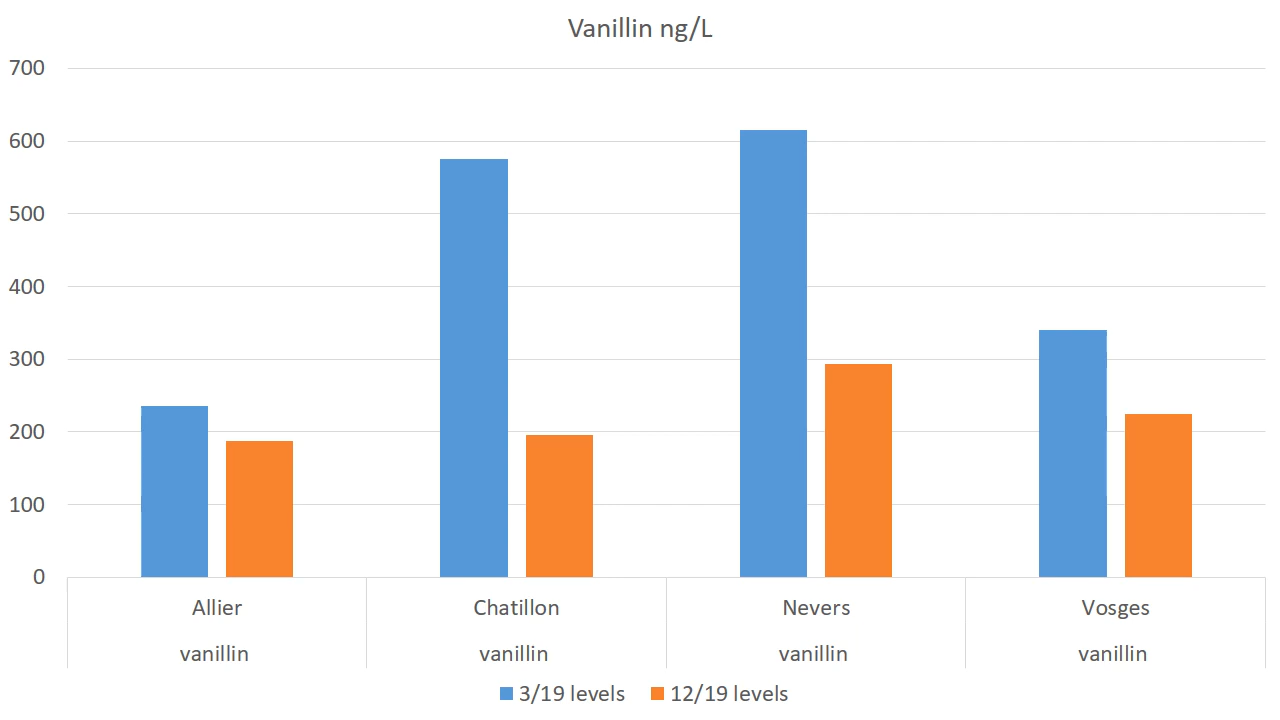 Vanillin ng/L
700
600
500
400
300
200
100
0
Allier Chatillon Nevers Vosges
vanillin vanillin vanillin vanillin
3/19 levels 12/19 levels